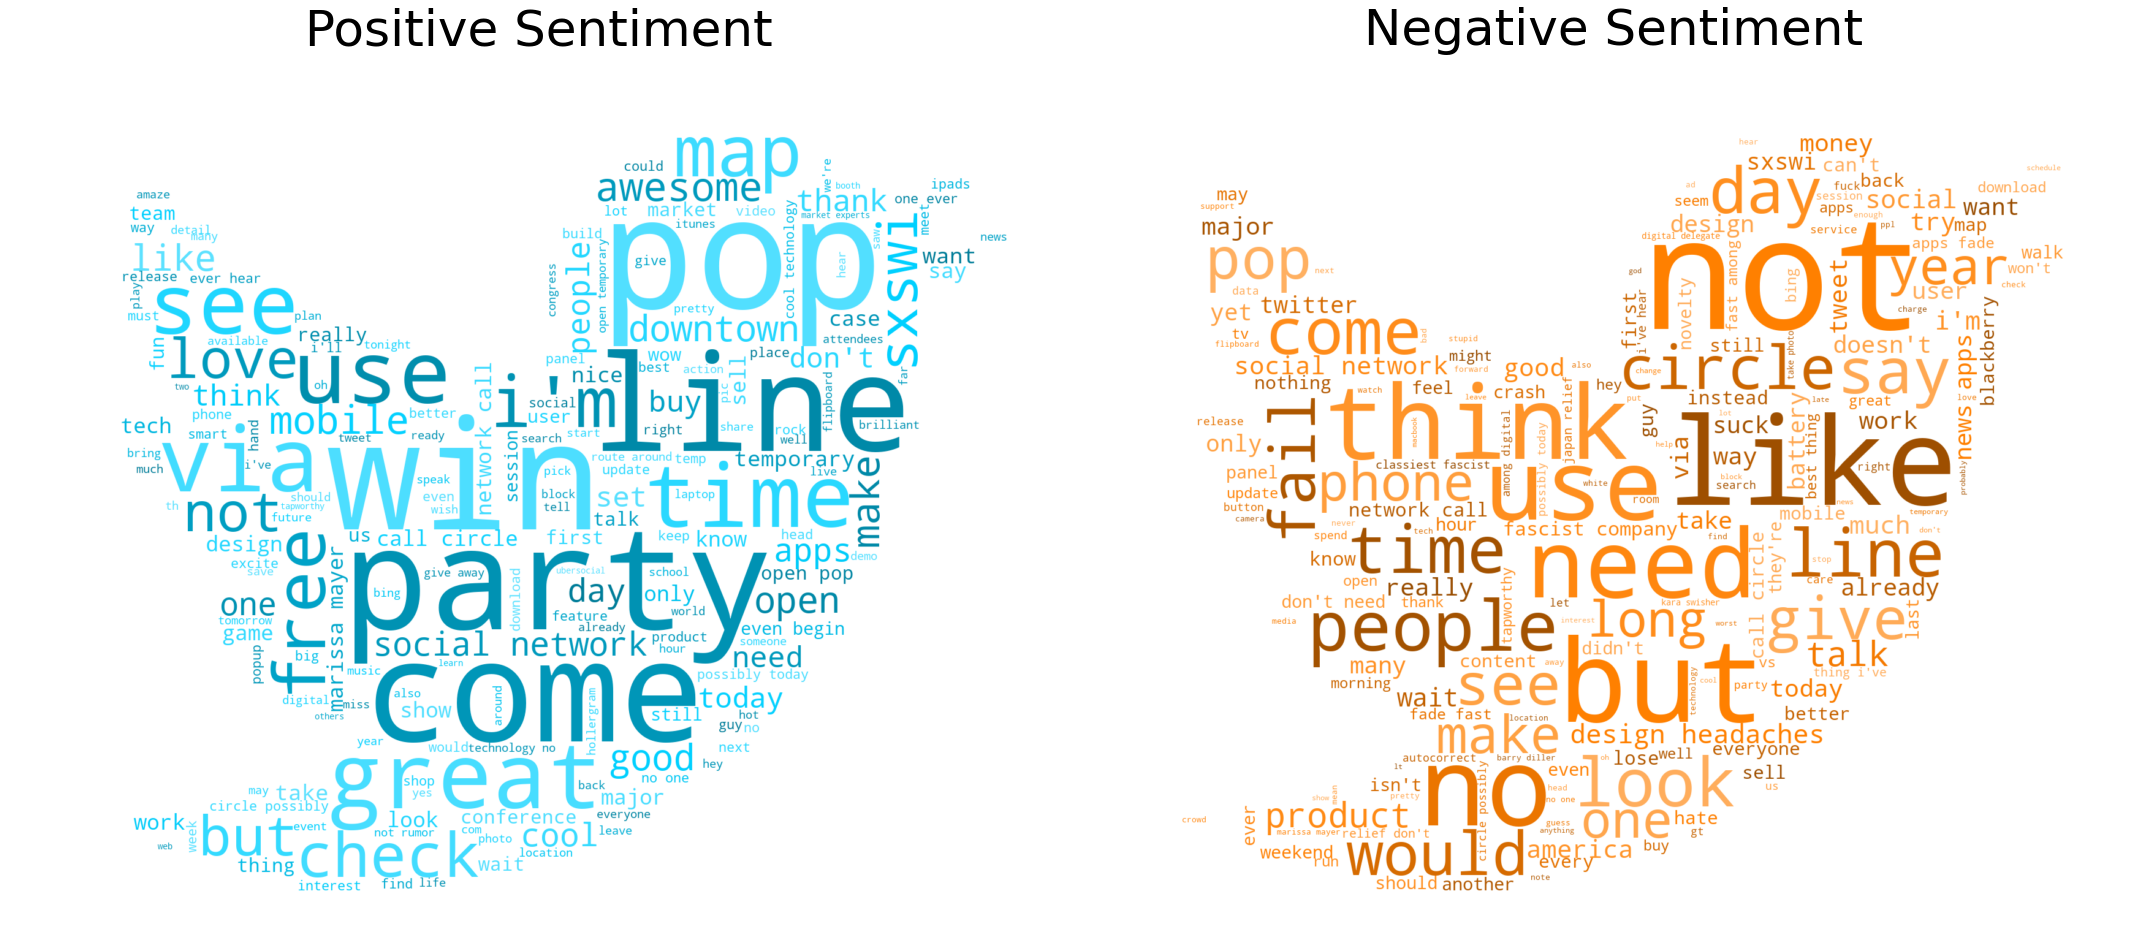 Positive Sentiment
Negative Sentiment
map
could
awesome
we're
booth
thank
ipads
one ever
amaze
team
way
detail
many
like
release
ever hear
play
must
see
plan
available
fun
love
really
i'll
tonight
two
think
oh
use
lot
market
video
market experts
itunes
build
people
open temporary
congress
give
pop
hear
cool technology
saw
sxswi
meet
news
want
say
pretty
downtown
case
attendees
panel
wow
place
don't
best
action
nice
i'm
line
far
flipboard
sell
pic
buy
social
user
right
share
rock
well
brilliant
mobile
better
phone
tech
smart
hand
tweet
ready
network call
session
search
start
bring
much
i've
via
win
speak
even
wish
pick
route around
temp
update
temporary
live
set
laptop
time
make
block
tell
talk
not
th
should
tapworthy
future
us
call circle
first
keep
know
head
apps
demo
design
excite
save
free
marissa mayer
party
give away
übersocial
school
open pop
bing
download
day
only
world
open
feature
already
one
tomorrow
game
social network
product
hour
even begin
someone
big
popup
music
learn
need
possibly today
digital
others
miss
also
show
around
come
hollergram
still
today
hot
guy
no
year
would
technology no
good
hey
next
no one
great
shop
yes
back
major
everyone
may
take
circle possibly
work
week
web
but
event
look
not rumor
conference
com
photo
cool
leave
thing
check
wait
location
interest
find
life
hear
money
sxswi
can't
schedule
may
support
major
pop
next
data
ad
seem
day
fuck
back
session
apps
social
download
enough
try
want
map
design
digital delegate
service
ppl
apps fade
walk
won't
check
year
user
not
god
novelty
fast among
bing
tweet
charge
i'm
blackberry
yet
twitter
tv
flipboard
come
bad
stupid
first
i've hear
still
take photo
doesn't
social network
might
forward
good
also
nothing
feel
crash
hey
circle
say
change
put
instead
late
great
love
apps
news
watch
leave
japan relief
guy
suck
work
release
only
fail
think
macbook
lot
help
via
way
battery
best thing
right
probably
like
panel
update
button
camera
classiest fascist
phone
among digital
possibly today
use
white
room
block
search
news
temporary
network call
never
spend
tech
hour
fascist company
take
find
mobile
much
don't
know
time
need
they're
line
stop
care
already
open
really
don't need
thank
tapworthy
let
kara swisher
media
people
interest
long
worst
call circle
give
last
many
morning
content
away
didn't
vs
talk
thing i've
wait
see
but
technology
cool
party
today
fade fast
location
better
make
design headaches
autocorrect
barry diller
oh
lose
well
everyone
lt
isn't
pretty
no
even
head
no one
look
sell
us
crowd
ever
product
show
mean
marissa mayer
relief don't
circle possibly
guess
anything
one
hate
gt
weekend
run
would
america
every
buy
should
another
note